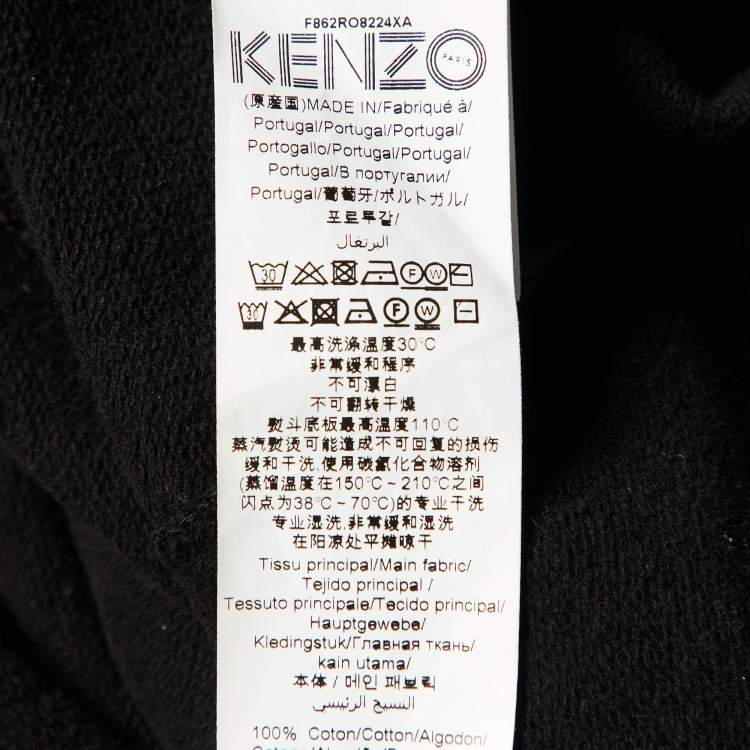 F862RO8224XA
KENZO
PARIS
(原産国)MADE IN/Fabriqué à/
Portugal/Portugal/Portugal/
Portogallo/Portugal/Portugal/
Portugal/В португалии/
Portugal/葡萄牙/ポルトガル/
포르투갈/
البرتغال
30 F W
30 F W
最高洗涤温度30°C
非常缓和程序
不可漂白
不可翻转干燥
熨斗底板最高温度110°C
蒸汽熨烫可能造成不可回复的损伤
缓和干洗,使用碳氢化合物溶剂
(蒸馏温度在150°C~210°C之间
闪点为38°C~70°C)的专业干洗
专业湿洗,非常缓和湿洗
在阳凉处平摊晾干
Tissu principal/Main fabric/
Tejido principal /
Tessuto principale/Tecido principal/
Hauptgewebe/
Kledingstuk/Главная ткань/
kain utama/
本体 / 메인 패브릭
النسيج الرئيسي/
100% Coton/Cotton/Algodon/